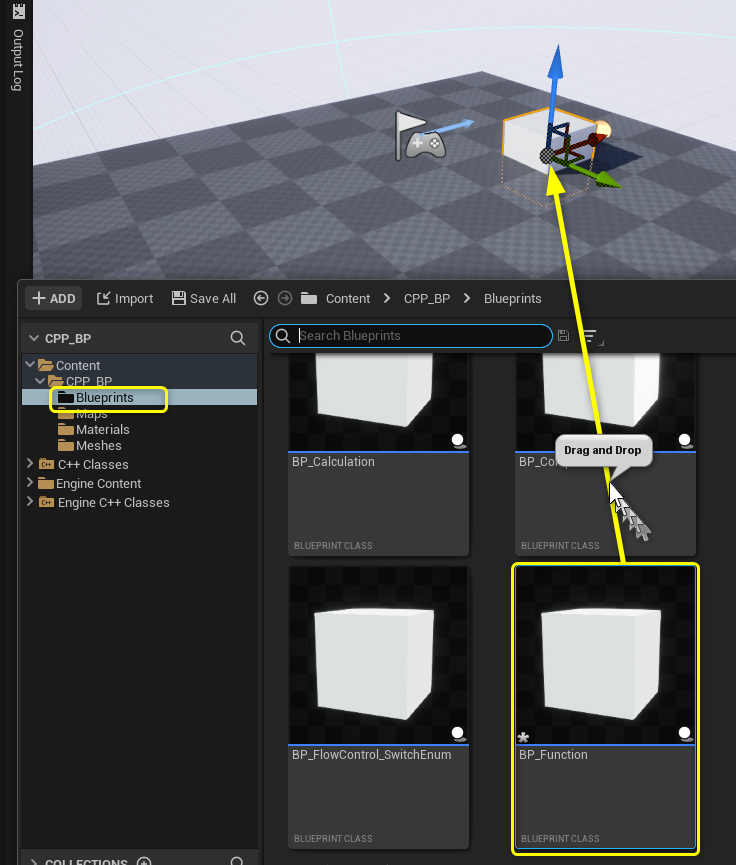 Output Log
ADD
Import
Save All
Content
CPP_BP
Blueprints
CPP_BP
Search Blueprints
Content
CPP_BP
Blueprints
Maps
Materials
Meshes
C++ Classes
Engine Content
Engine C++ Classes
BP_Calculation
BLUEPRINT CLASS
Drag and Drop
BLUEPRINT CLASS
BP_FlowControl_SwitchEnum
BLUEPRINT CLASS
BP_Function
BLUEPRINT CLASS
COLLECTIONS